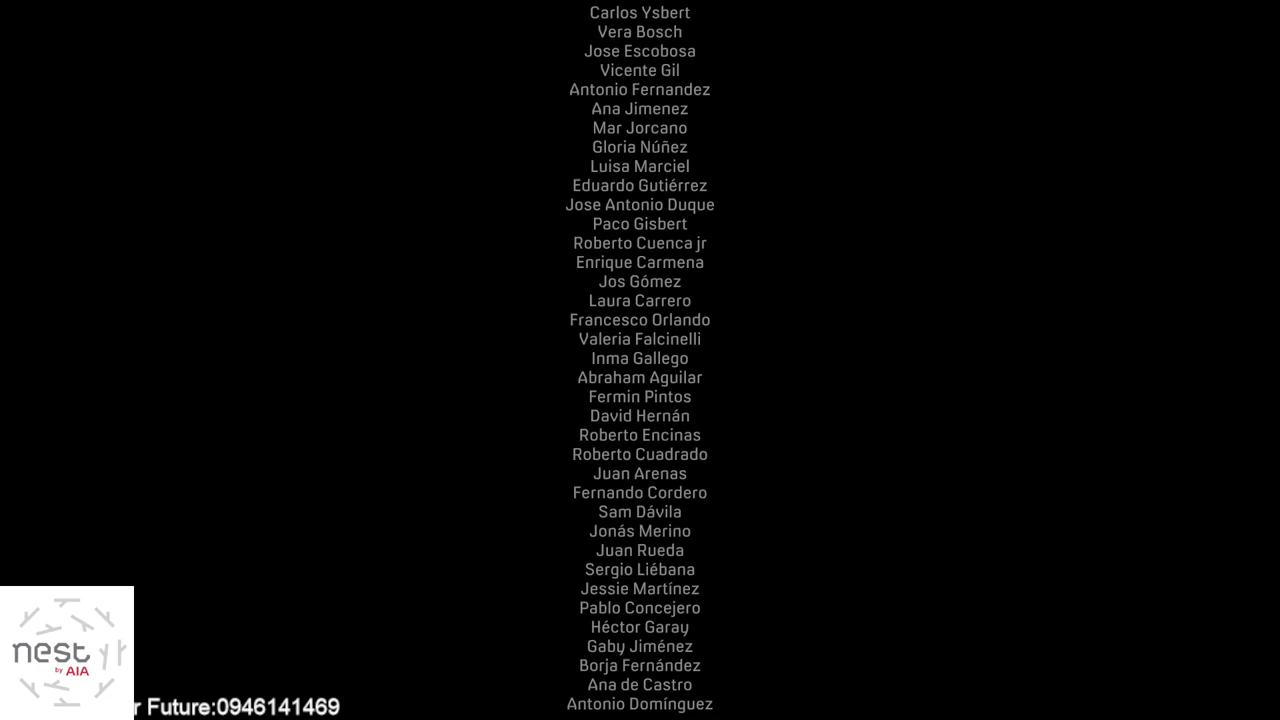 Carlos Ysbert
Vera Bosch
Jose Escobosa
Vicente Gil
Antonio Fernandez
Ana Jimenez
Mar Jorcano
Gloria Núñez
Luisa Marciel
Eduardo Gutiérrez
Jose Antonio Duque
Paco Gisbert
Roberto Cuenca jr
Enrique Carmena
Jos Gómez
Laura Carrero
Francesco Orlando
Valeria Falcinelli
Inma Gallego
Abraham Aguilar
Fermin Pintos
David Hernán
Roberto Encinas
Roberto Cuadrado
Juan Arenas
Fernando Cordero
Sam Dávila
Jonás Merino
Juan Rueda
Sergio Liébana
Jessie Martínez
Pablo Concejero
Héctor Garay
Gaby Jiménez
Borja Fernández
Ana de Castro
Antonio Domínguez
nest
by AIA
r Future:0946141469